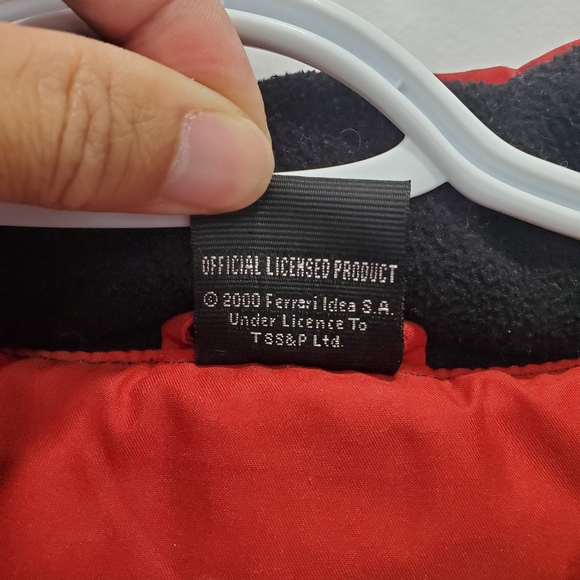 OFFICIAL LICENSED PRODUCT
© 2000 Ferrari Idea S.A.
Under Licence To
TSS&P Ltd.